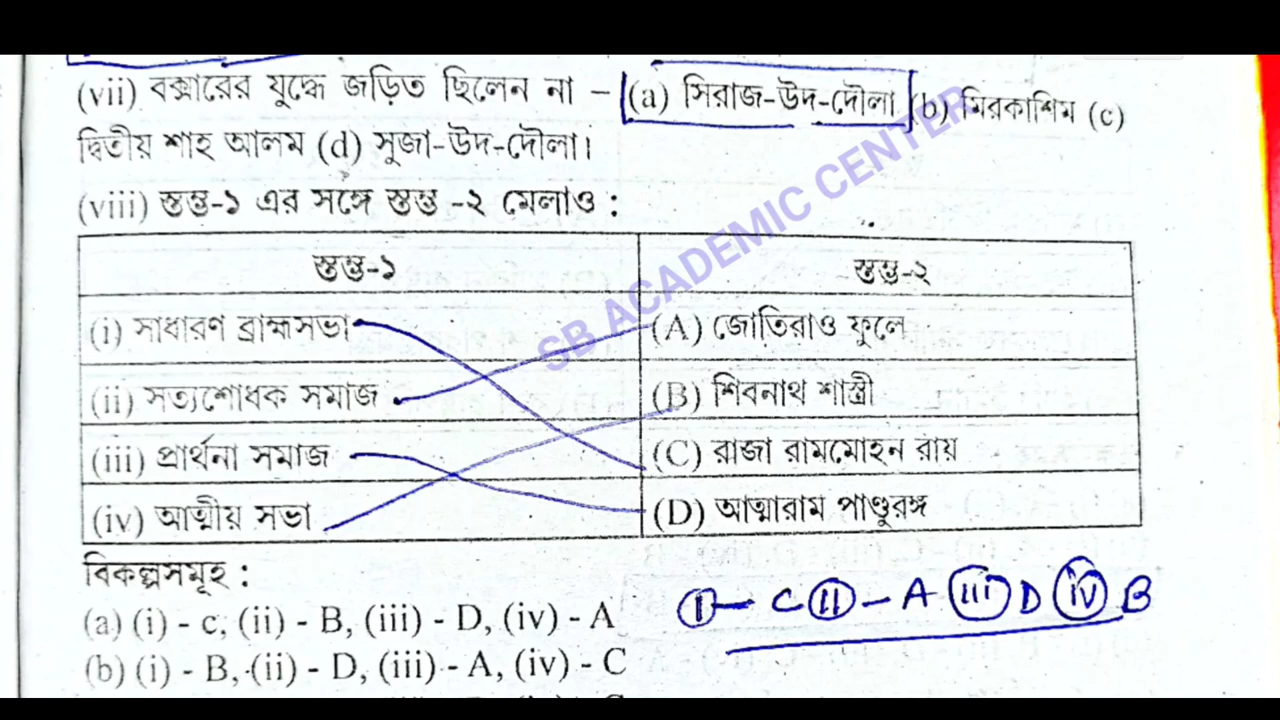 (vii) বক্সারের যুদ্ধে জড়িত ছিলেন না – (a) সিরাজ-উদ-দৌলা (b) মিরকাশিম (c)
দ্বিতীয় শাহ আলম (d) সুজা-উদ-দৌলা।
(viii) স্তম্ভ-১ এর সঙ্গে স্তম্ভ -২ মেলাও :
স্তম্ভ-১ স্তম্ভ-২
(i) সাধারণ ব্রাহ্মসভা (A) জোতিরাও ফুলে
(ii) সত্যশোধক সমাজ (B) শিবনাথ শাস্ত্রী
(iii) প্রার্থনা সমাজ (C) রাজা রামমোহন রায়
(iv) আত্মীয় সভা (D) আত্মারাম পাণ্ডুরঙ্গ
SB ACADEMIC CENTER
বিকল্পসমূহ :
(a) (i) - c; (ii) - B, (iii) - D, (iv) - A
i – C ii – A iii D iv B
(b) (i) - B, (ii) - D, (iii) - A, (iv) - C